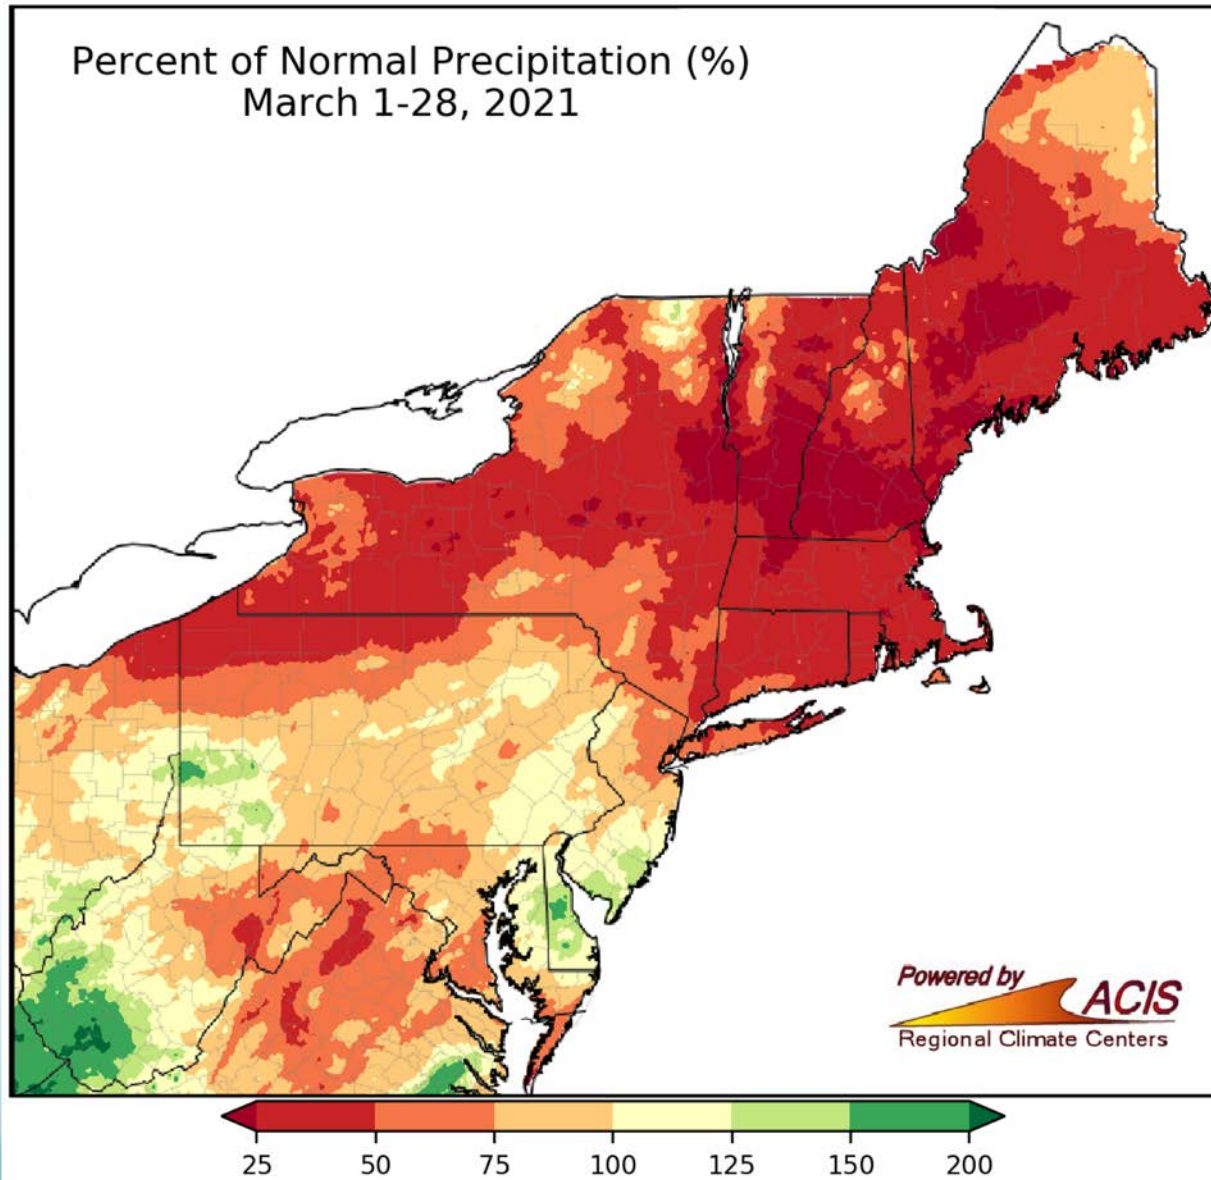 Percent of Normal Precipitation (%)
March 1-28, 2021
Powered by
ACIS
Regional Climate Centers
25 50 75 100 125 150 200